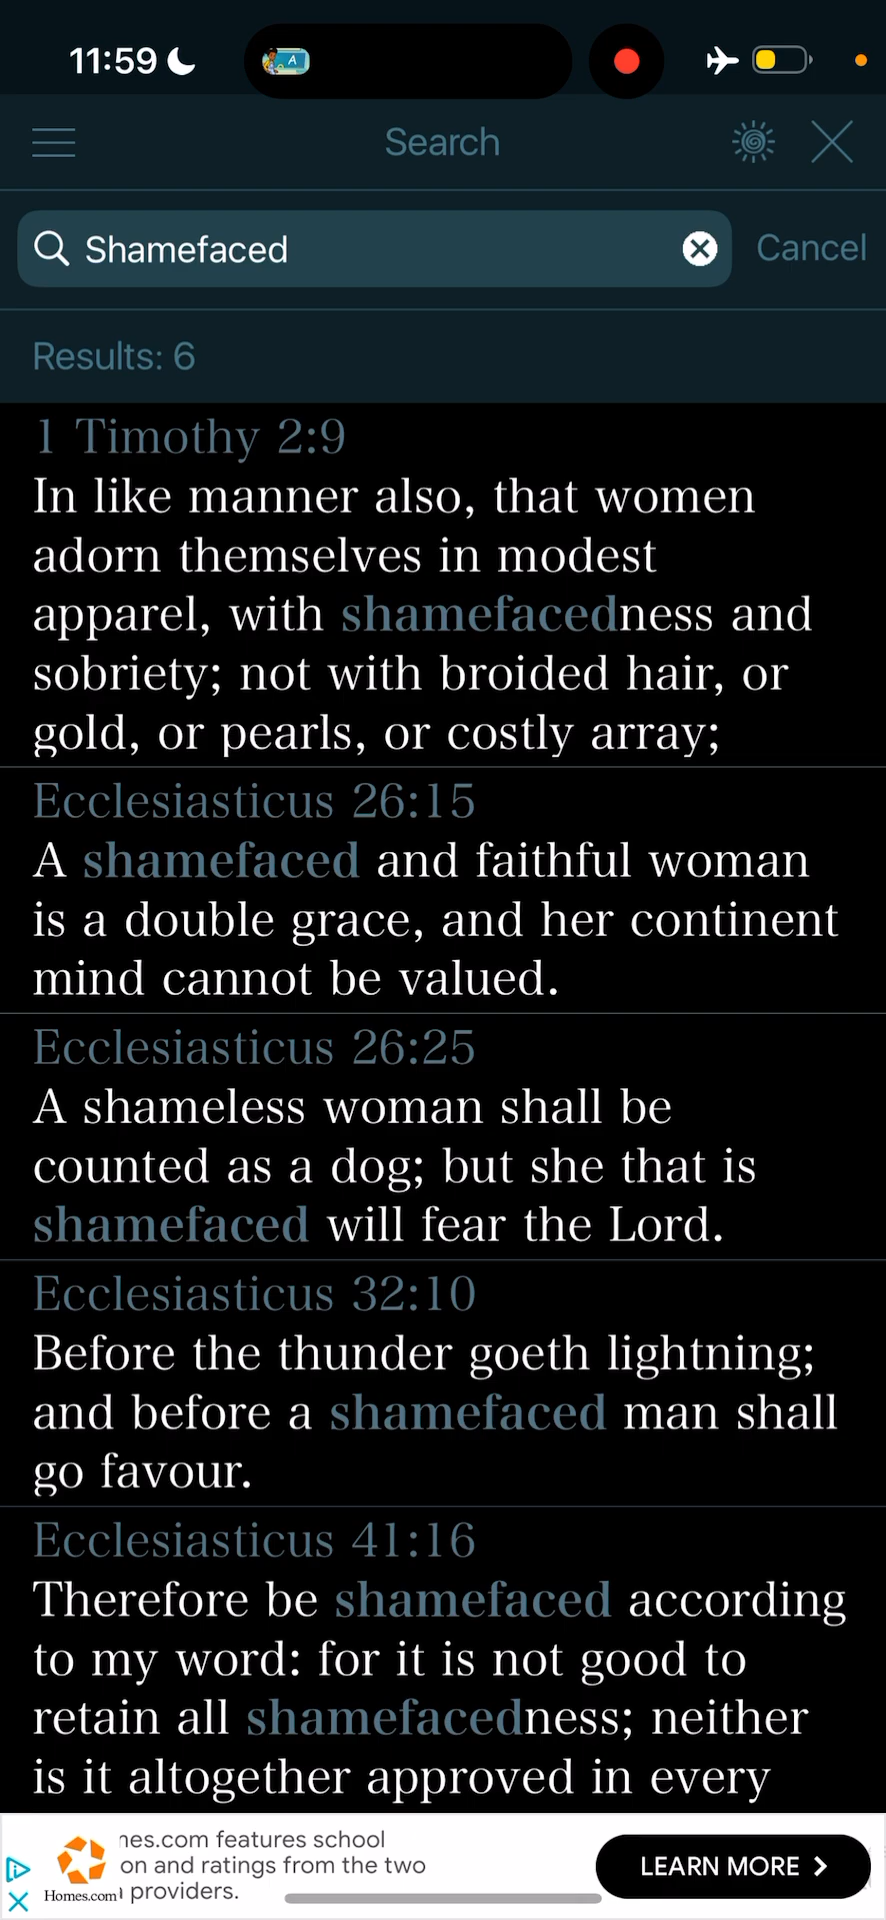 11:59
A
Search
Shamefaced
Cancel
Results: 6
1 Timothy 2:9
In like manner also, that women
adorn themselves in modest
apparel, with shamefacedness and
sobriety; not with broided hair, or
gold, or pearls, or costly array;
Ecclesiasticus 26:15
A shamefaced and faithful woman
is a double grace, and her continent
mind cannot be valued.
Ecclesiasticus 26:25
A shameless woman shall be
counted as a dog; but she that is
shamefaced will fear the Lord.
Ecclesiasticus 32:10
Before the thunder goeth lightning;
and before a shamefaced man shall
go favour.
Ecclesiasticus 41:16
Therefore be shamefaced according
to my word: for it is not good to
retain all shamefacedness; neither
is it altogether approved in every
nes.com features school
on and ratings from the two
providers.
Homes.com
LEARN MORE